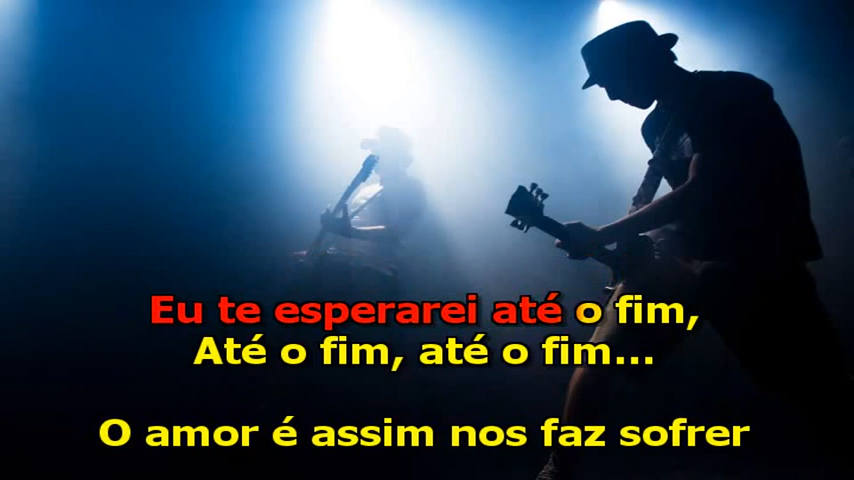 Eu te esperarei até o fim,
Até o fim, até o fim...
O amor é assim nos faz sofrer